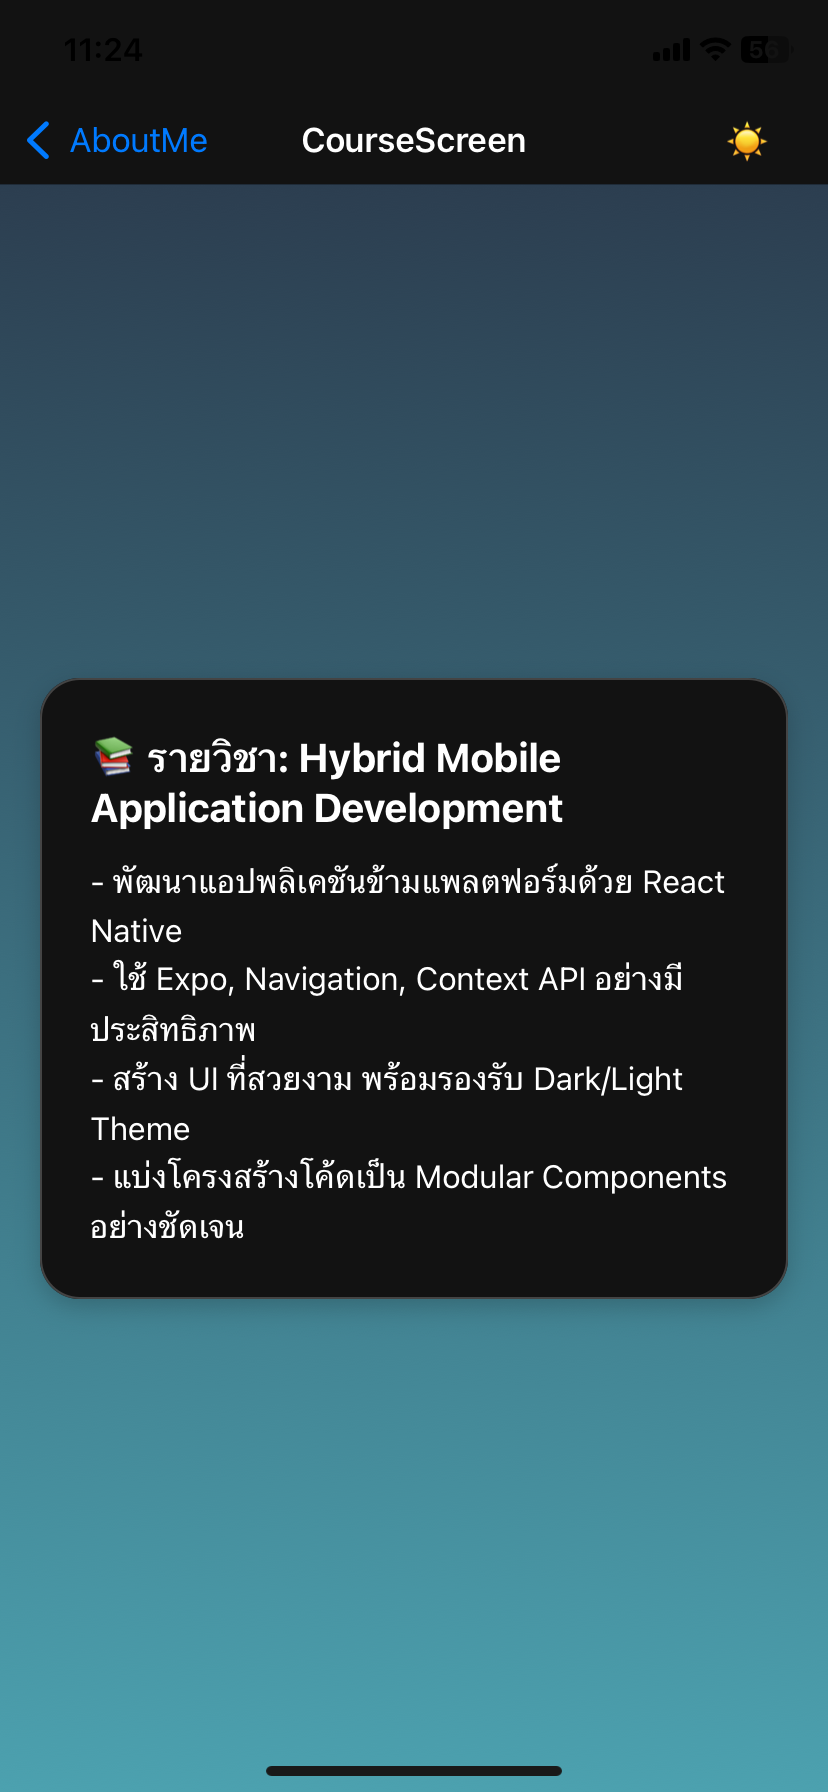 11:24
56
AboutMe
CourseScreen
📚 รายวิชา: Hybrid Mobile
Application Development
- พัฒนาแอปพลิเคชันข้ามแพลตฟอร์มด้วย React
Native
- ใช้ Expo, Navigation, Context API อย่างมี
ประสิทธิภาพ
- สร้าง UI ที่สวยงาม พร้อมรองรับ Dark/Light
Theme
- แบ่งโครงสร้างโค้ดเป็น Modular Components
อย่างชัดเจน